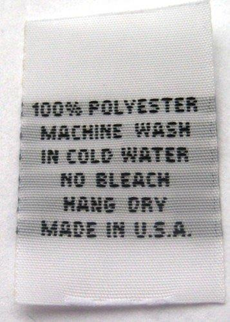 100% POLYESTER
MACHINE WASH
IN COLD WATER
NO BLEACH
HANG DRY
MADE IN U.S.A.